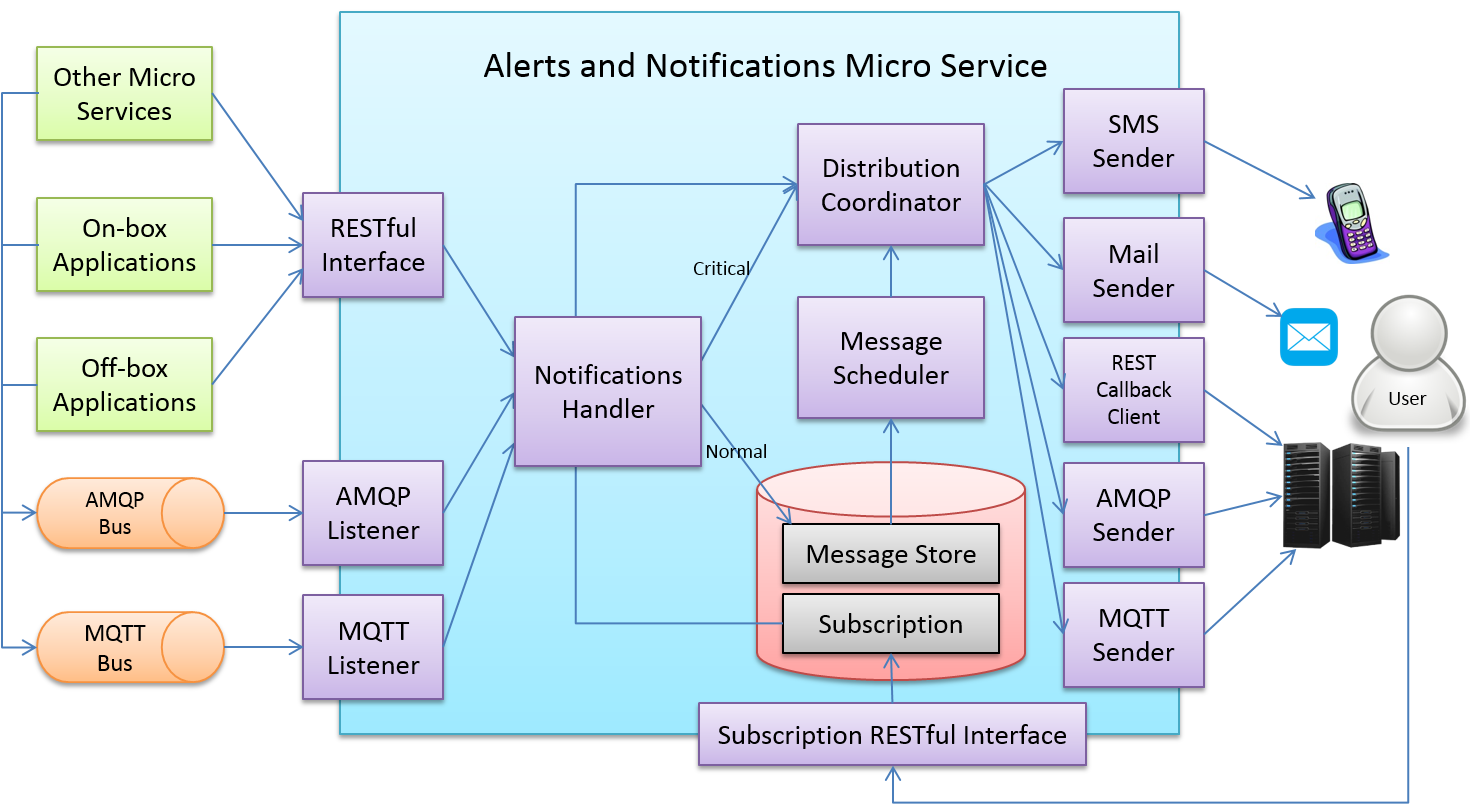 Alerts and Notifications Micro Service
Other Micro
Services
On-box
Applications
Off-box
Applications
AMQP
Bus
MQTT
Bus
RESTful
Interface
AMQP
Listener
MQTT
Listener
Notifications
Handler
Critical
Normal
Distribution
Coordinator
Message
Scheduler
Message Store
Subscription
Subscription RESTful Interface
SMS
Sender
Mail
Sender
REST
Callback
Client
AMQP
Sender
MQTT
Sender
User